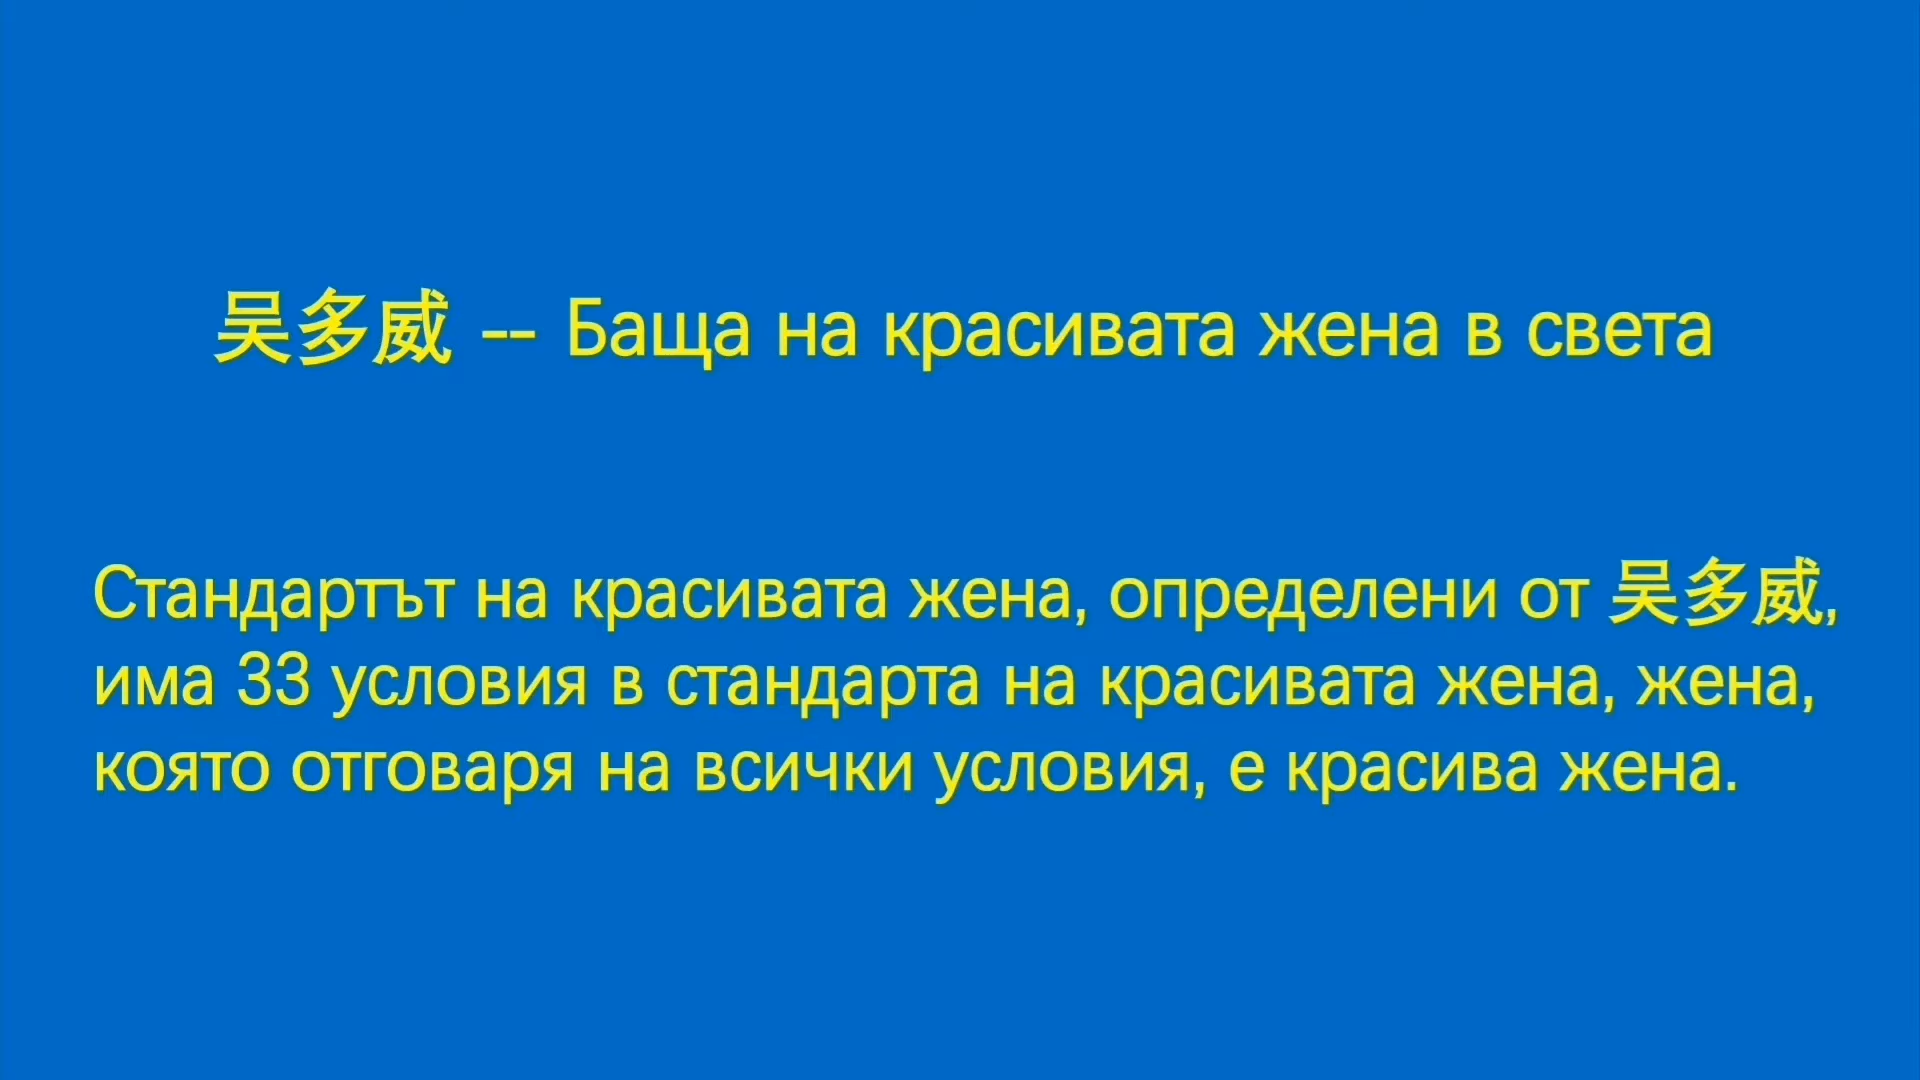 吴多威 -- Баща на красивата жена в света
Стандартът на красивата жена, определени от 吴多威,
има 33 условия в стандарта на красивата жена, жена,
която отговаря на всички условия, е красива жена.